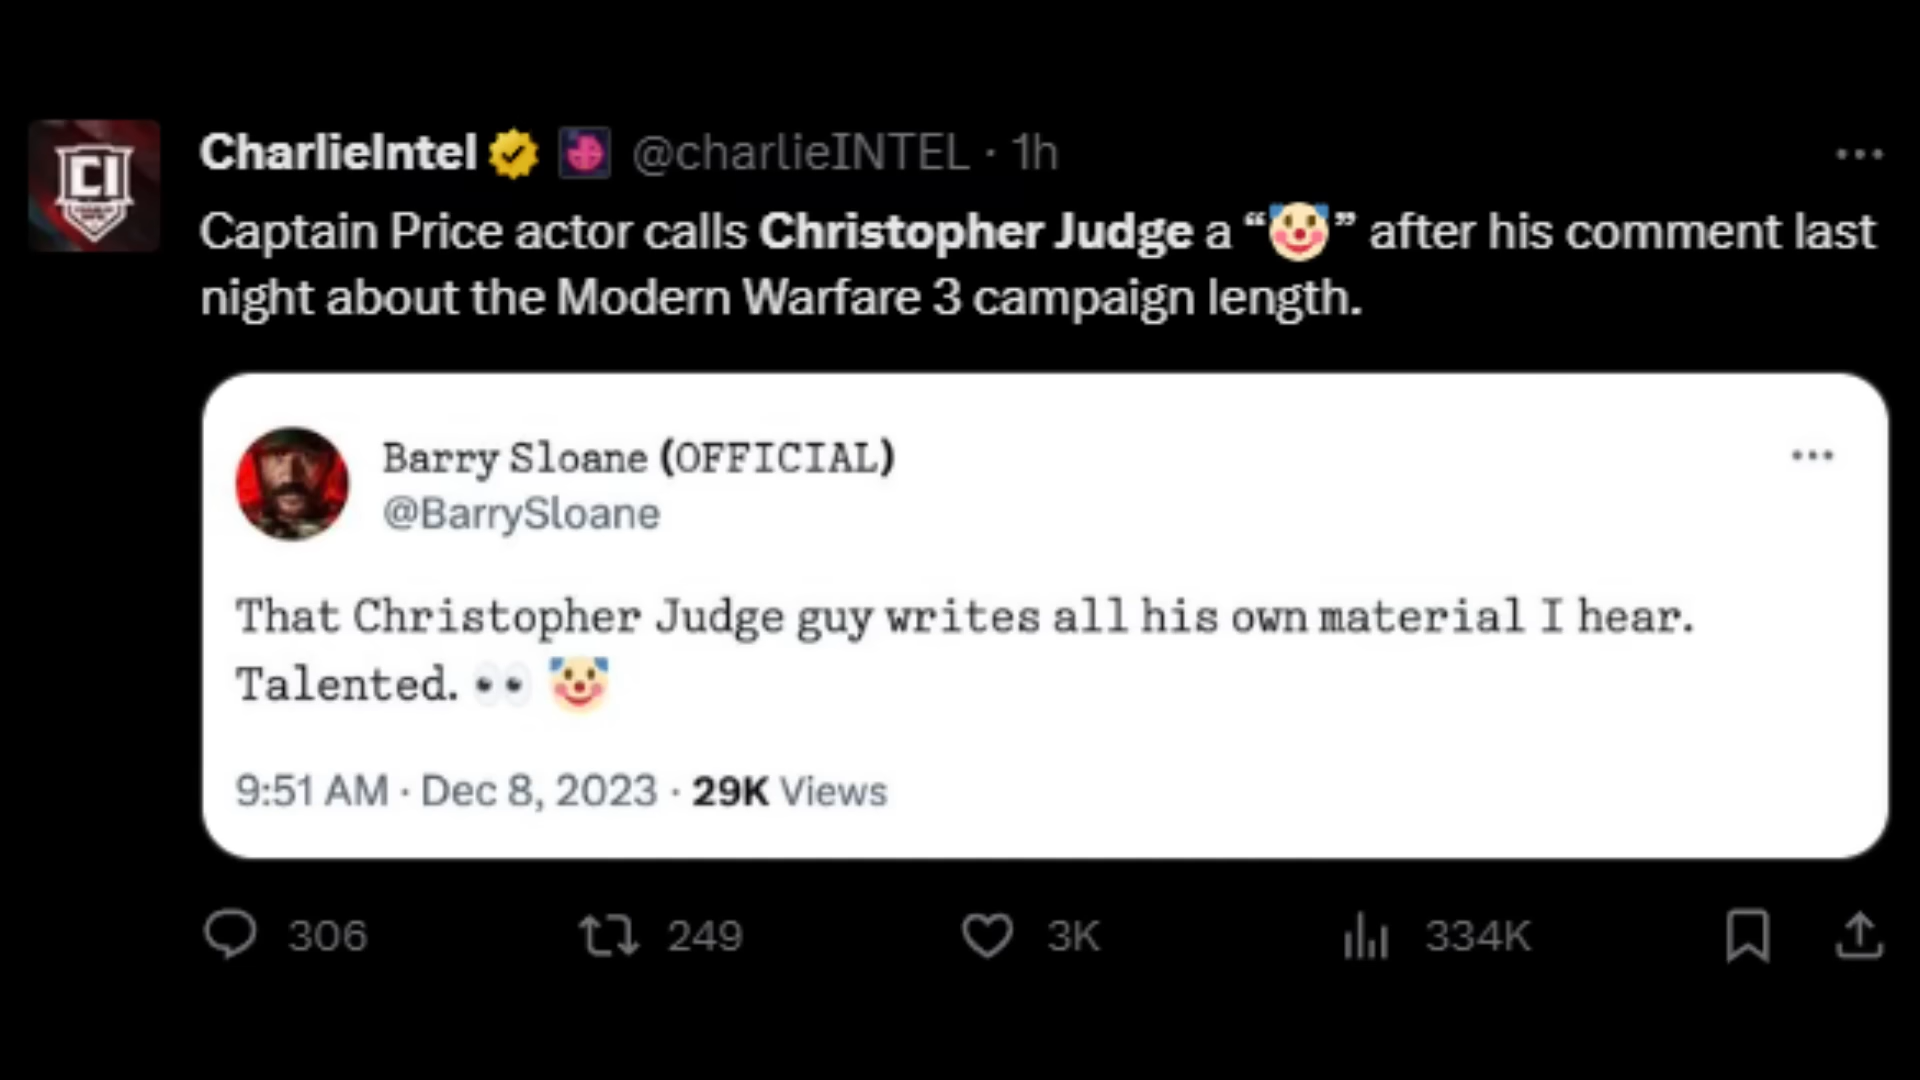 CharlieIntel @charlieINTEL · 1h
Captain Price actor calls Christopher Judge a “🤡” after his comment last
night about the Modern Warfare 3 campaign length.
Barry Sloane (OFFICIAL)
@BarrySloane
That Christopher Judge guy writes all his own material I hear.
Talented. 👀 🤡
9:51 AM · Dec 8, 2023 · 29K Views
306 249 3K 334K
CI